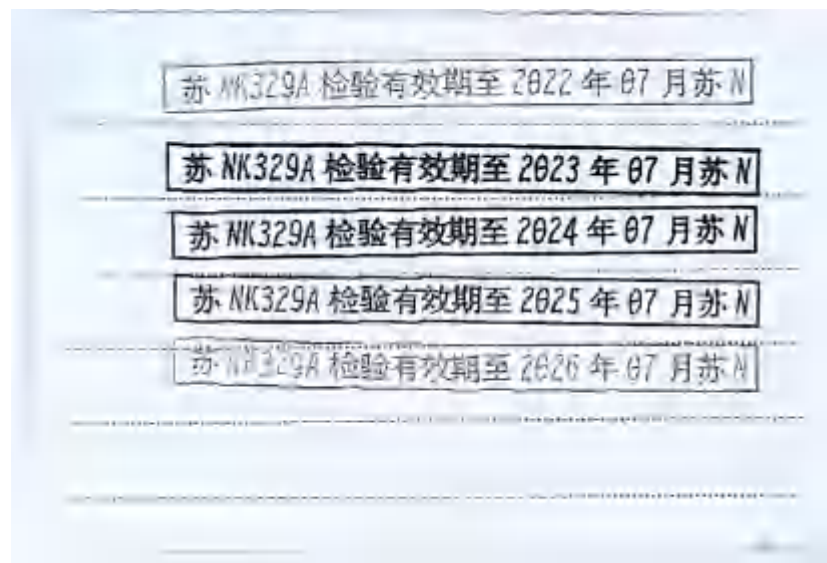 苏 NK329A 检验有效期至 2022 年 07 月苏 N
苏 NK329A 检验有效期至 2023 年 07 月苏 N
苏 NK329A 检验有效期至 2024 年 07 月苏 N
苏 NK329A 检验有效期至 2025 年 07 月苏 N
苏 NK329A 检验有效期至 2026 年 07 月苏 N